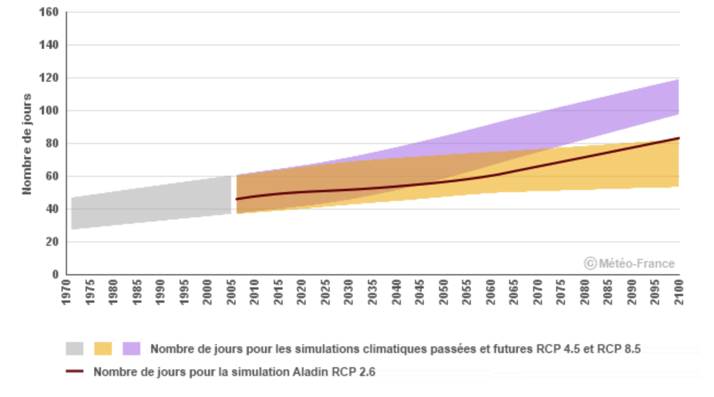 160
140
120
100
80
60
40
20
0
Nombre de jours
©Météo-France
1970 1975 1980 1985 1990 1995 2000 2005 2010 2015 2020 2025 2030 2035 2040 2045 2050 2055 2060 2065 2070 2075 2080 2085 2090 2095 2100
Nombre de jours pour les simulations climatiques passées et futures RCP 4.5 et RCP 8.5
Nombre de jours pour la simulation Aladin RCP 2.6